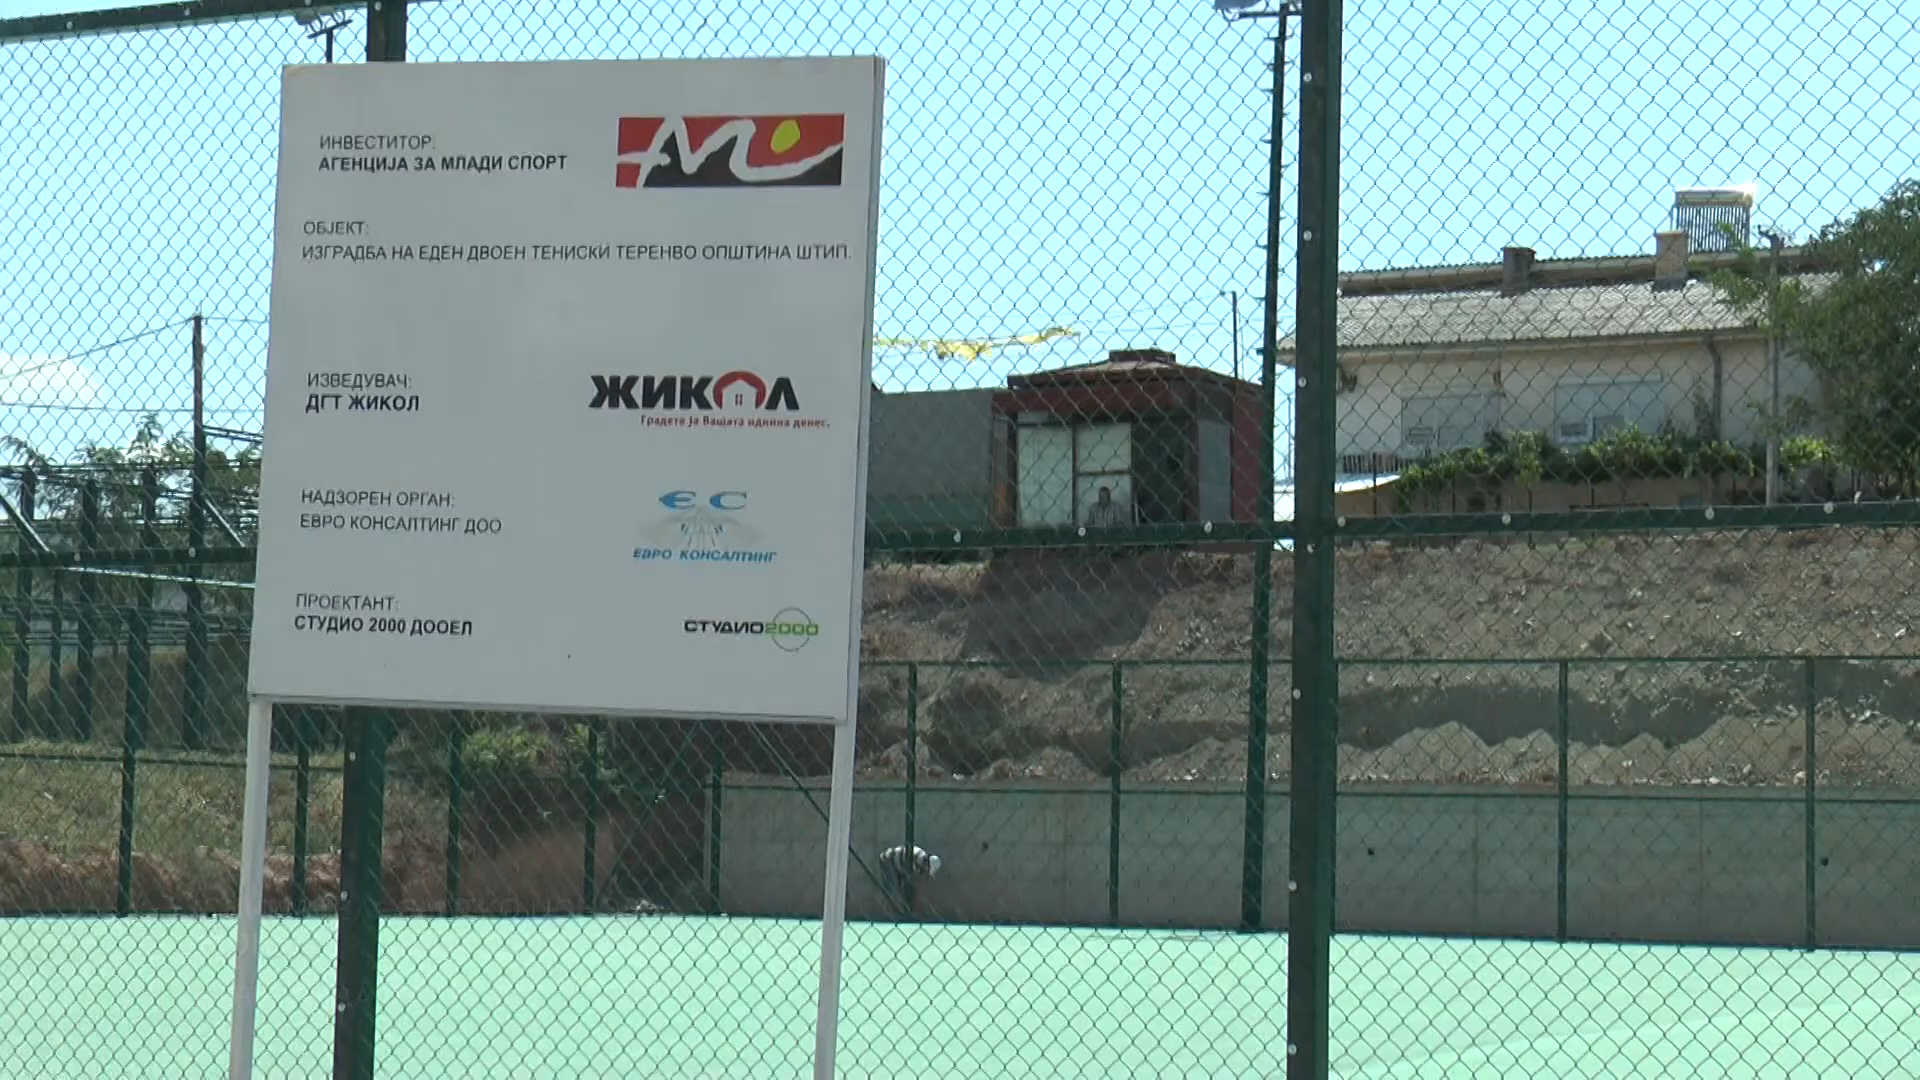 ИНВЕСТИТОР:
АГЕНЦИЈА ЗА МЛАДИ СПОРТ
ОБЈЕКТ:
ИЗГРАДБА НА ЕДЕН ДВОЕН ТЕНИСКИ ТЕРЕНВО ОПШТИНА ШТИП.
ИЗВЕДУВАЧ:
ДГТ ЖИКОЛ
ЖИКОЛ
Градете ја Вашата иднина денес.
НАДЗОРЕН ОРГАН:
ЕВРО КОНСАЛТИНГ ДОО
ЕС
ЕВРО КОНСАЛТИНГ
ПРОЕКТАНТ:
СТУДИО 2000 ДООЕЛ
СТУДИО2000